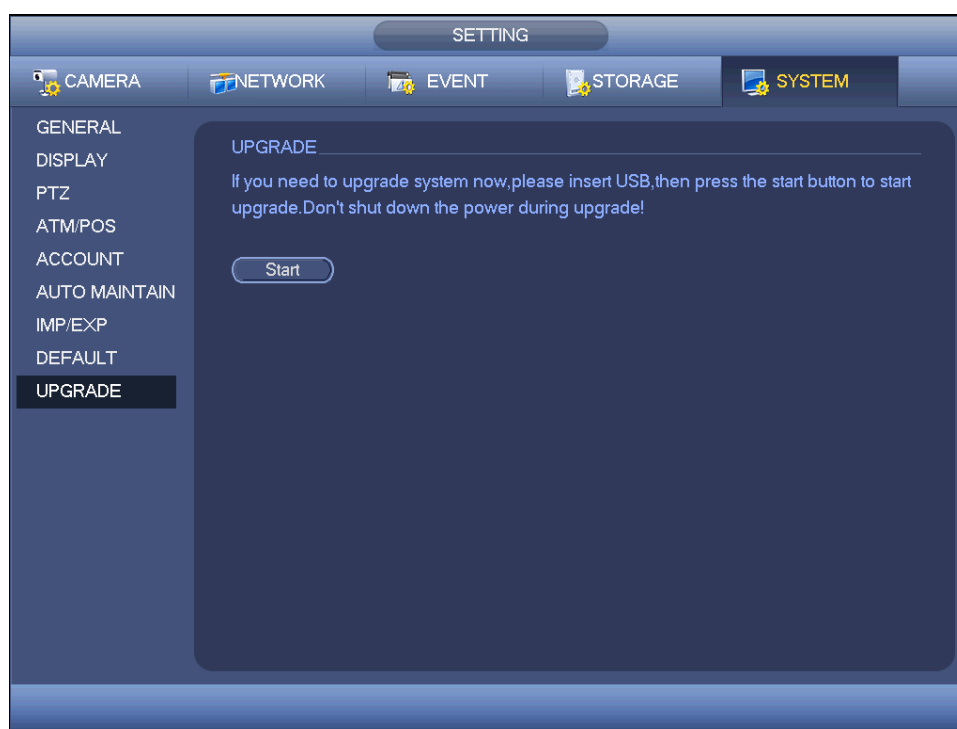 SETTING
CAMERA
NETWORK
EVENT
STORAGE
SYSTEM
GENERAL
DISPLAY
PTZ
ATM/POS
ACCOUNT
AUTO MAINTAIN
IMP/EXP
DEFAULT
UPGRADE
UPGRADE
If you need to upgrade system now,please insert USB,then press the start button to start
upgrade.Don't shut down the power during upgrade!
Start